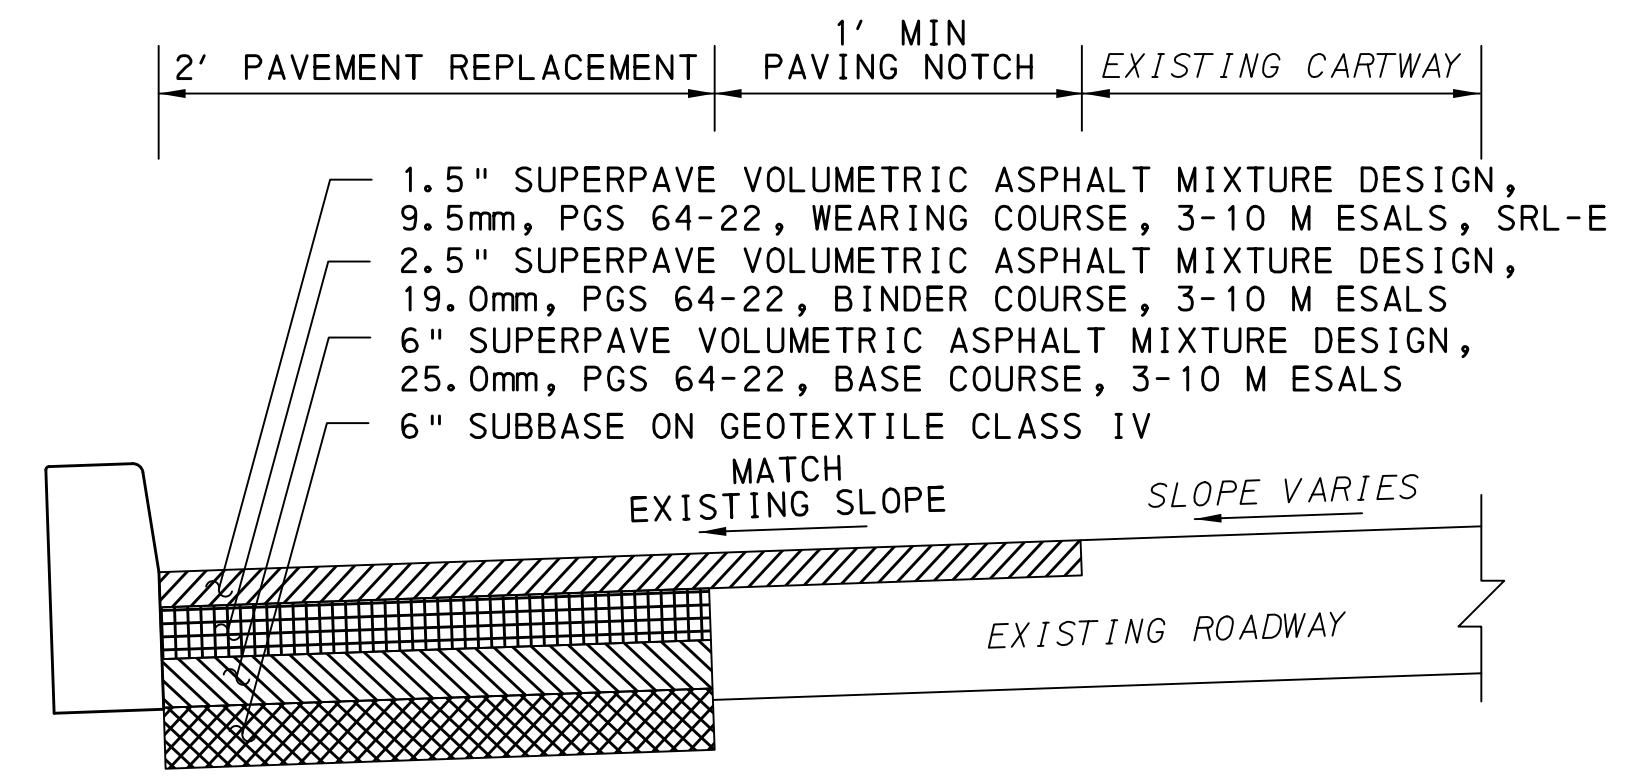 2' PAVEMENT REPLACEMENT
1' MIN
PAVING NOTCH
EXISTING CARTWAY
1.5" SUPERPAVE VOLUMETRIC ASPHALT MIXTURE DESIGN,
9.5mm, PGS 64-22, WEARING COURSE, 3-10 M ESALS, SRL-E
2.5" SUPERPAVE VOLUMETRIC ASPHALT MIXTURE DESIGN,
19.0mm, PGS 64-22, BINDER COURSE, 3-10 M ESALS
6" SUPERPAVE VOLUMETRIC ASPHALT MIXTURE DESIGN,
25.0mm, PGS 64-22, BASE COURSE, 3-10 M ESALS
6" SUBBASE ON GEOTEXTILE CLASS IV
MATCH
EXISTING SLOPE
SLOPE VARIES
EXISTING ROADWAY